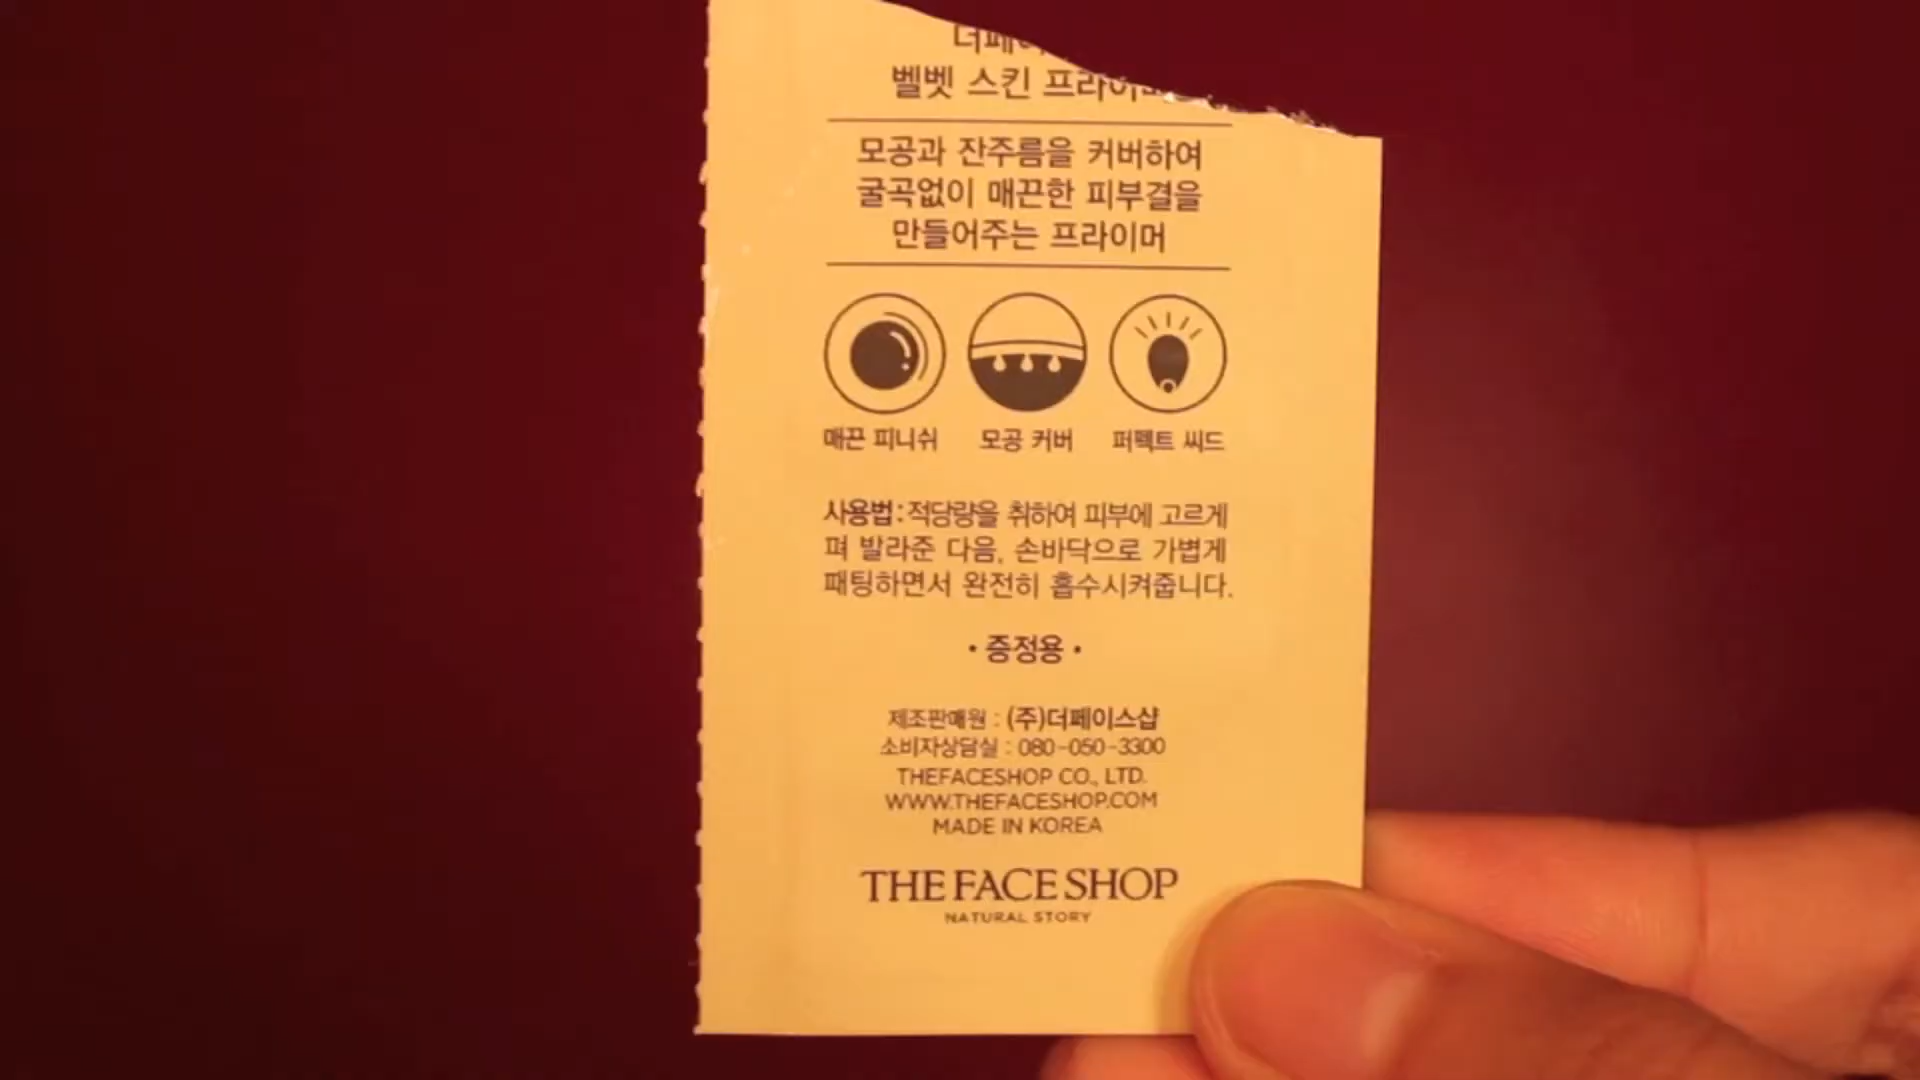 벨벳 스킨
모공과 잔주름을 커버하여
굴곡없이 매끈한 피부결을
만들어주는 프라이머
매끈 피니쉬 모공 커버 퍼펙트 씨드
사용법 : 적당량을 취하여 피부에 고르게
펴 발라준 다음, 손바닥으로 가볍게
패팅하면서 완전히 흡수시켜줍니다.
• 증정용 •
제조판매원 : (주)더페이스샵
소비자상담실 : 080-050-3300
THEFACESHOP CO., LTD.
WWW.THEFACESHOP.COM
MADE IN KOREA
THE FACE SHOP
NATURAL STORY